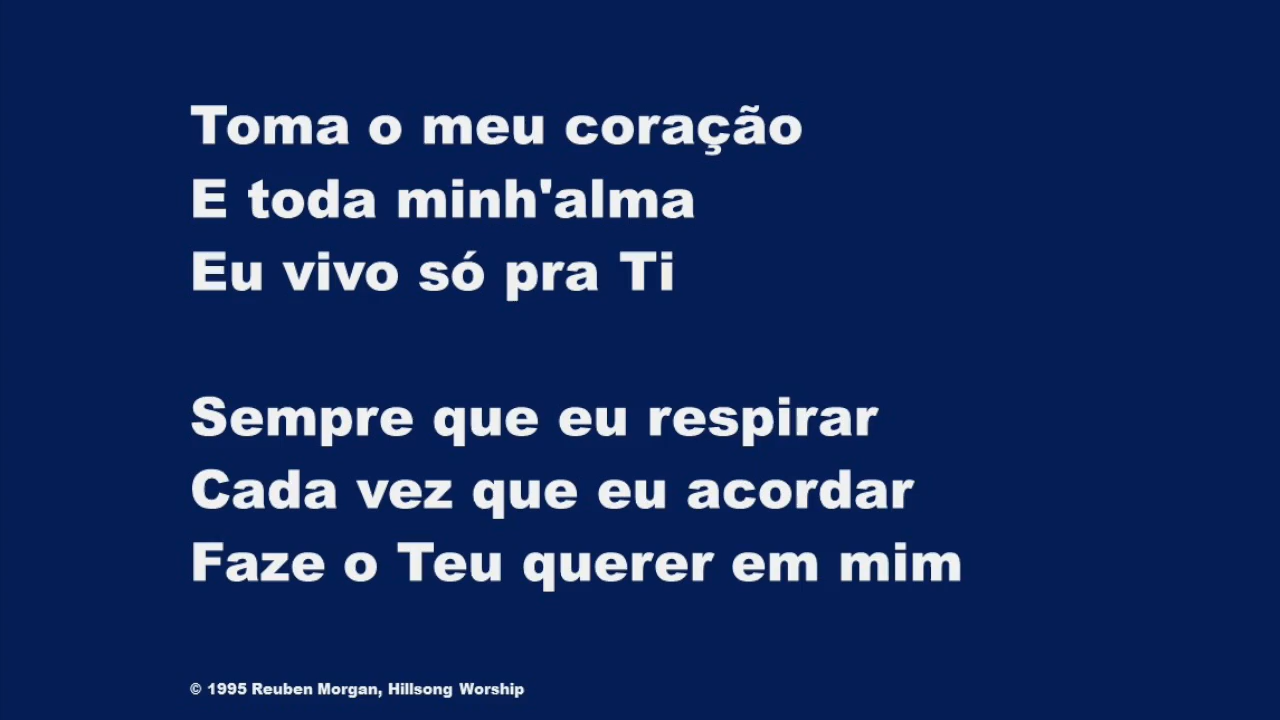 Toma o meu coração
E toda minh'alma
Eu vivo só pra Ti
Sempre que eu respirar
Cada vez que eu acordar
Faze o Teu querer em mim
© 1995 Reuben Morgan, Hillsong Worship